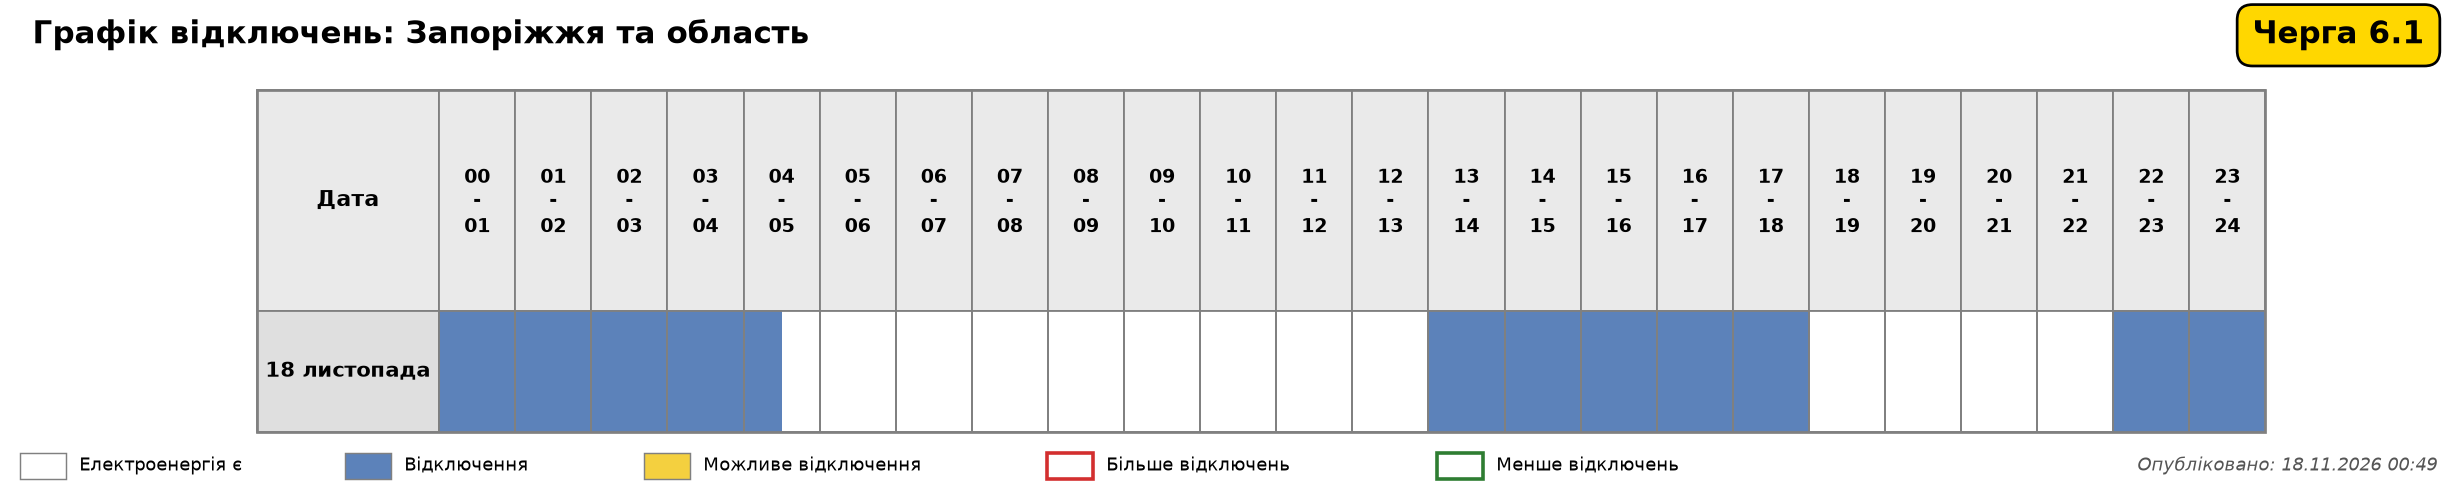 Графік відключень: Запоріжжя та область
Черга 6.1
Дата
00 - 01
01 - 02
02 - 03
03 - 04
04 - 05
05 - 06
06 - 07
07 - 08
08 - 09
09 - 10
10 - 11
11 - 12
12 - 13
13 - 14
14 - 15
15 - 16
16 - 17
17 - 18
18 - 19
19 - 20
20 - 21
21 - 22
22 - 23
23 - 24
18 листопада
Електроенергія є
Відключення
Можливе відключення
Більше відключень
Менше відключень
Опубліковано: 18.11.2026 00:49